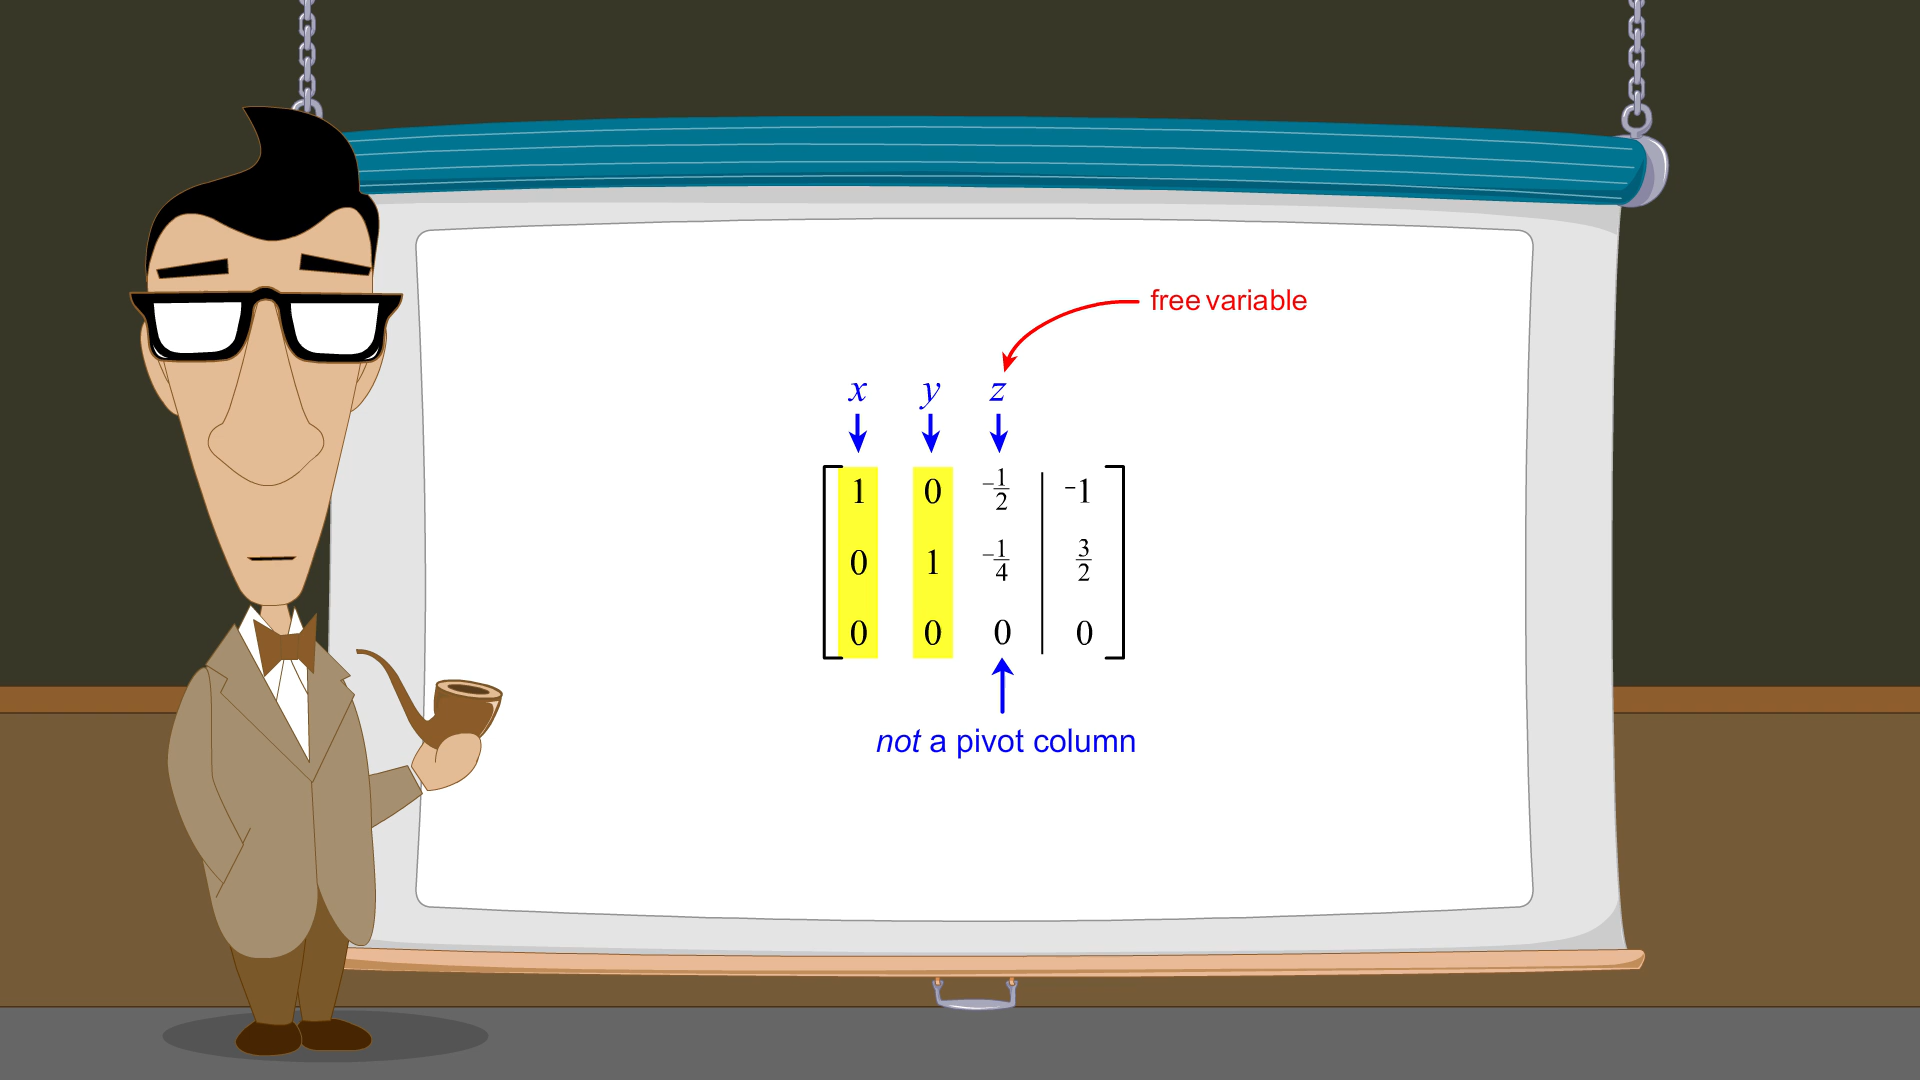 free variable
x y z
1 0 -1/2 | -1
0 1 -1/4 | 3/2
0 0 0 | 0
not a pivot column